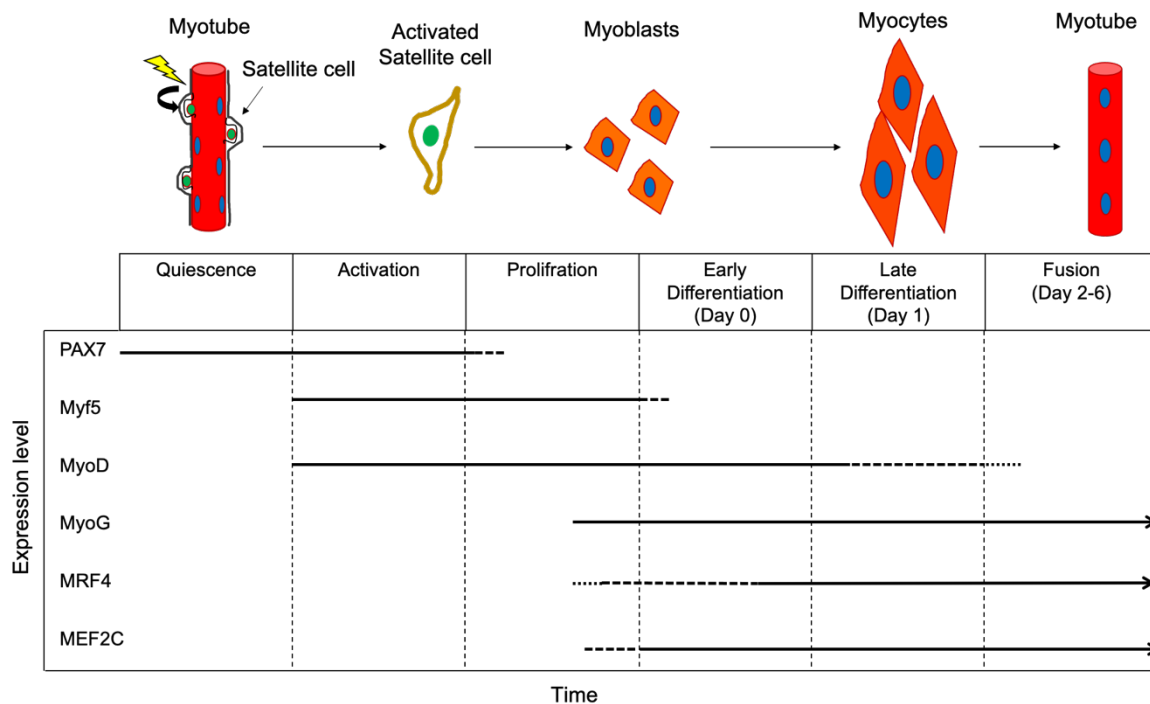 Myotube
Satellite cell
Activated
Satellite cell
Myoblasts
Myocytes
Myotube
Quiescence
Activation
Prolifration
Early
Differentiation
(Day 0)
Late
Differentiation
(Day 1)
Fusion
(Day 2-6)
Expression level
PAX7
Myf5
MyoD
MyoG
MRF4
MEF2C
Time